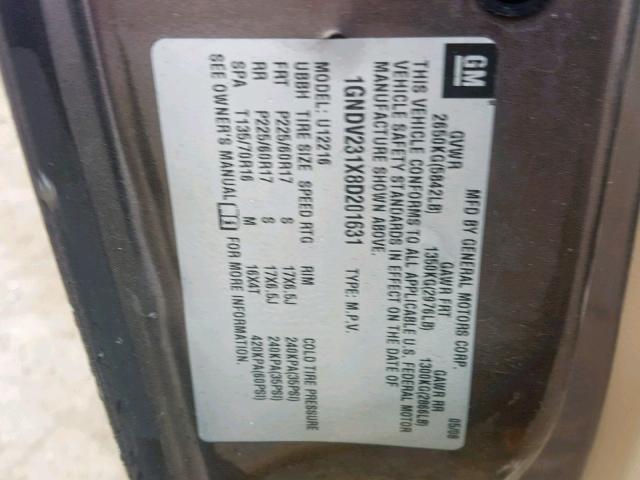 GM
MFD BY GENERAL MOTORS CORP. 05/08
GVWR GAWR FRT GAWR RR
2650KG(5842LB) 1350KG(2976LB) 1300KG(2866LB)
THIS VEHICLE CONFORMS TO ALL APPLICABLE U.S. FEDERAL MOTOR
VEHICLE SAFETY STANDARDS IN EFFECT ON THE DATE OF
MANUFACTURE SHOWN ABOVE.
1GNDV231X8D201631 TYPE: M.P.V.
MODEL: U12216
UBBH TIRE SIZE SPEED RTG RIM COLD TIRE PRESSURE
FRT P225/60R17 S 17X6.5J 240KPA(35PSI)
RR P225/60R17 S 17X6.5J 240KPA(35PSI)
SPA T135/70R16 M 16X4T 420KPA(60PSI)
SEE OWNER'S MANUAL FOR MORE INFORMATION.